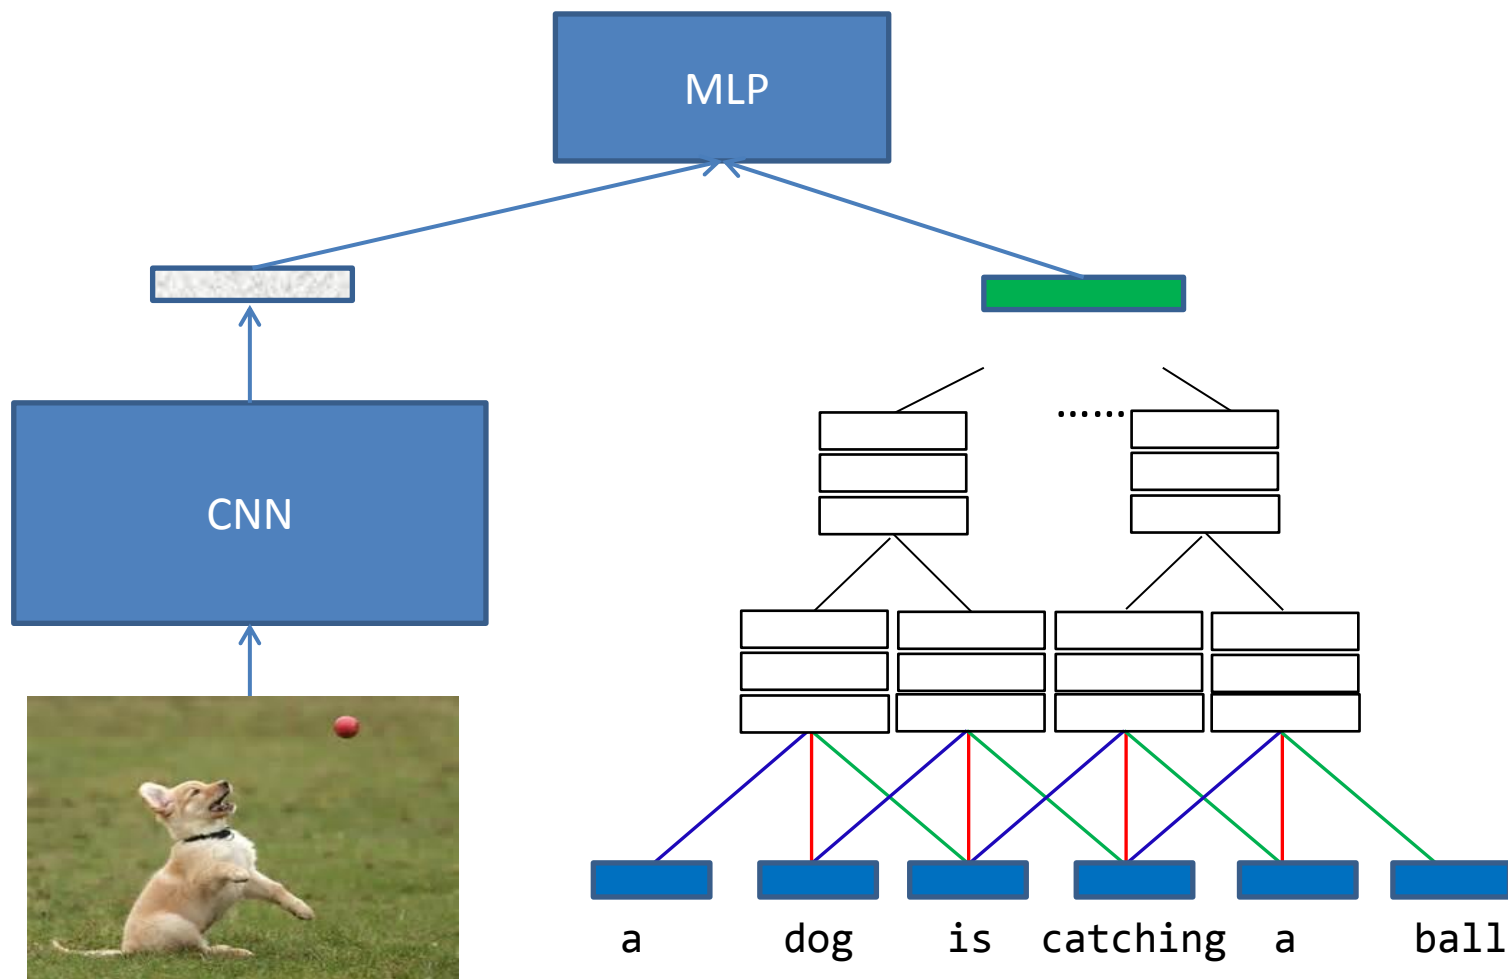 MLP
CNN
......
a dog is catching a ball